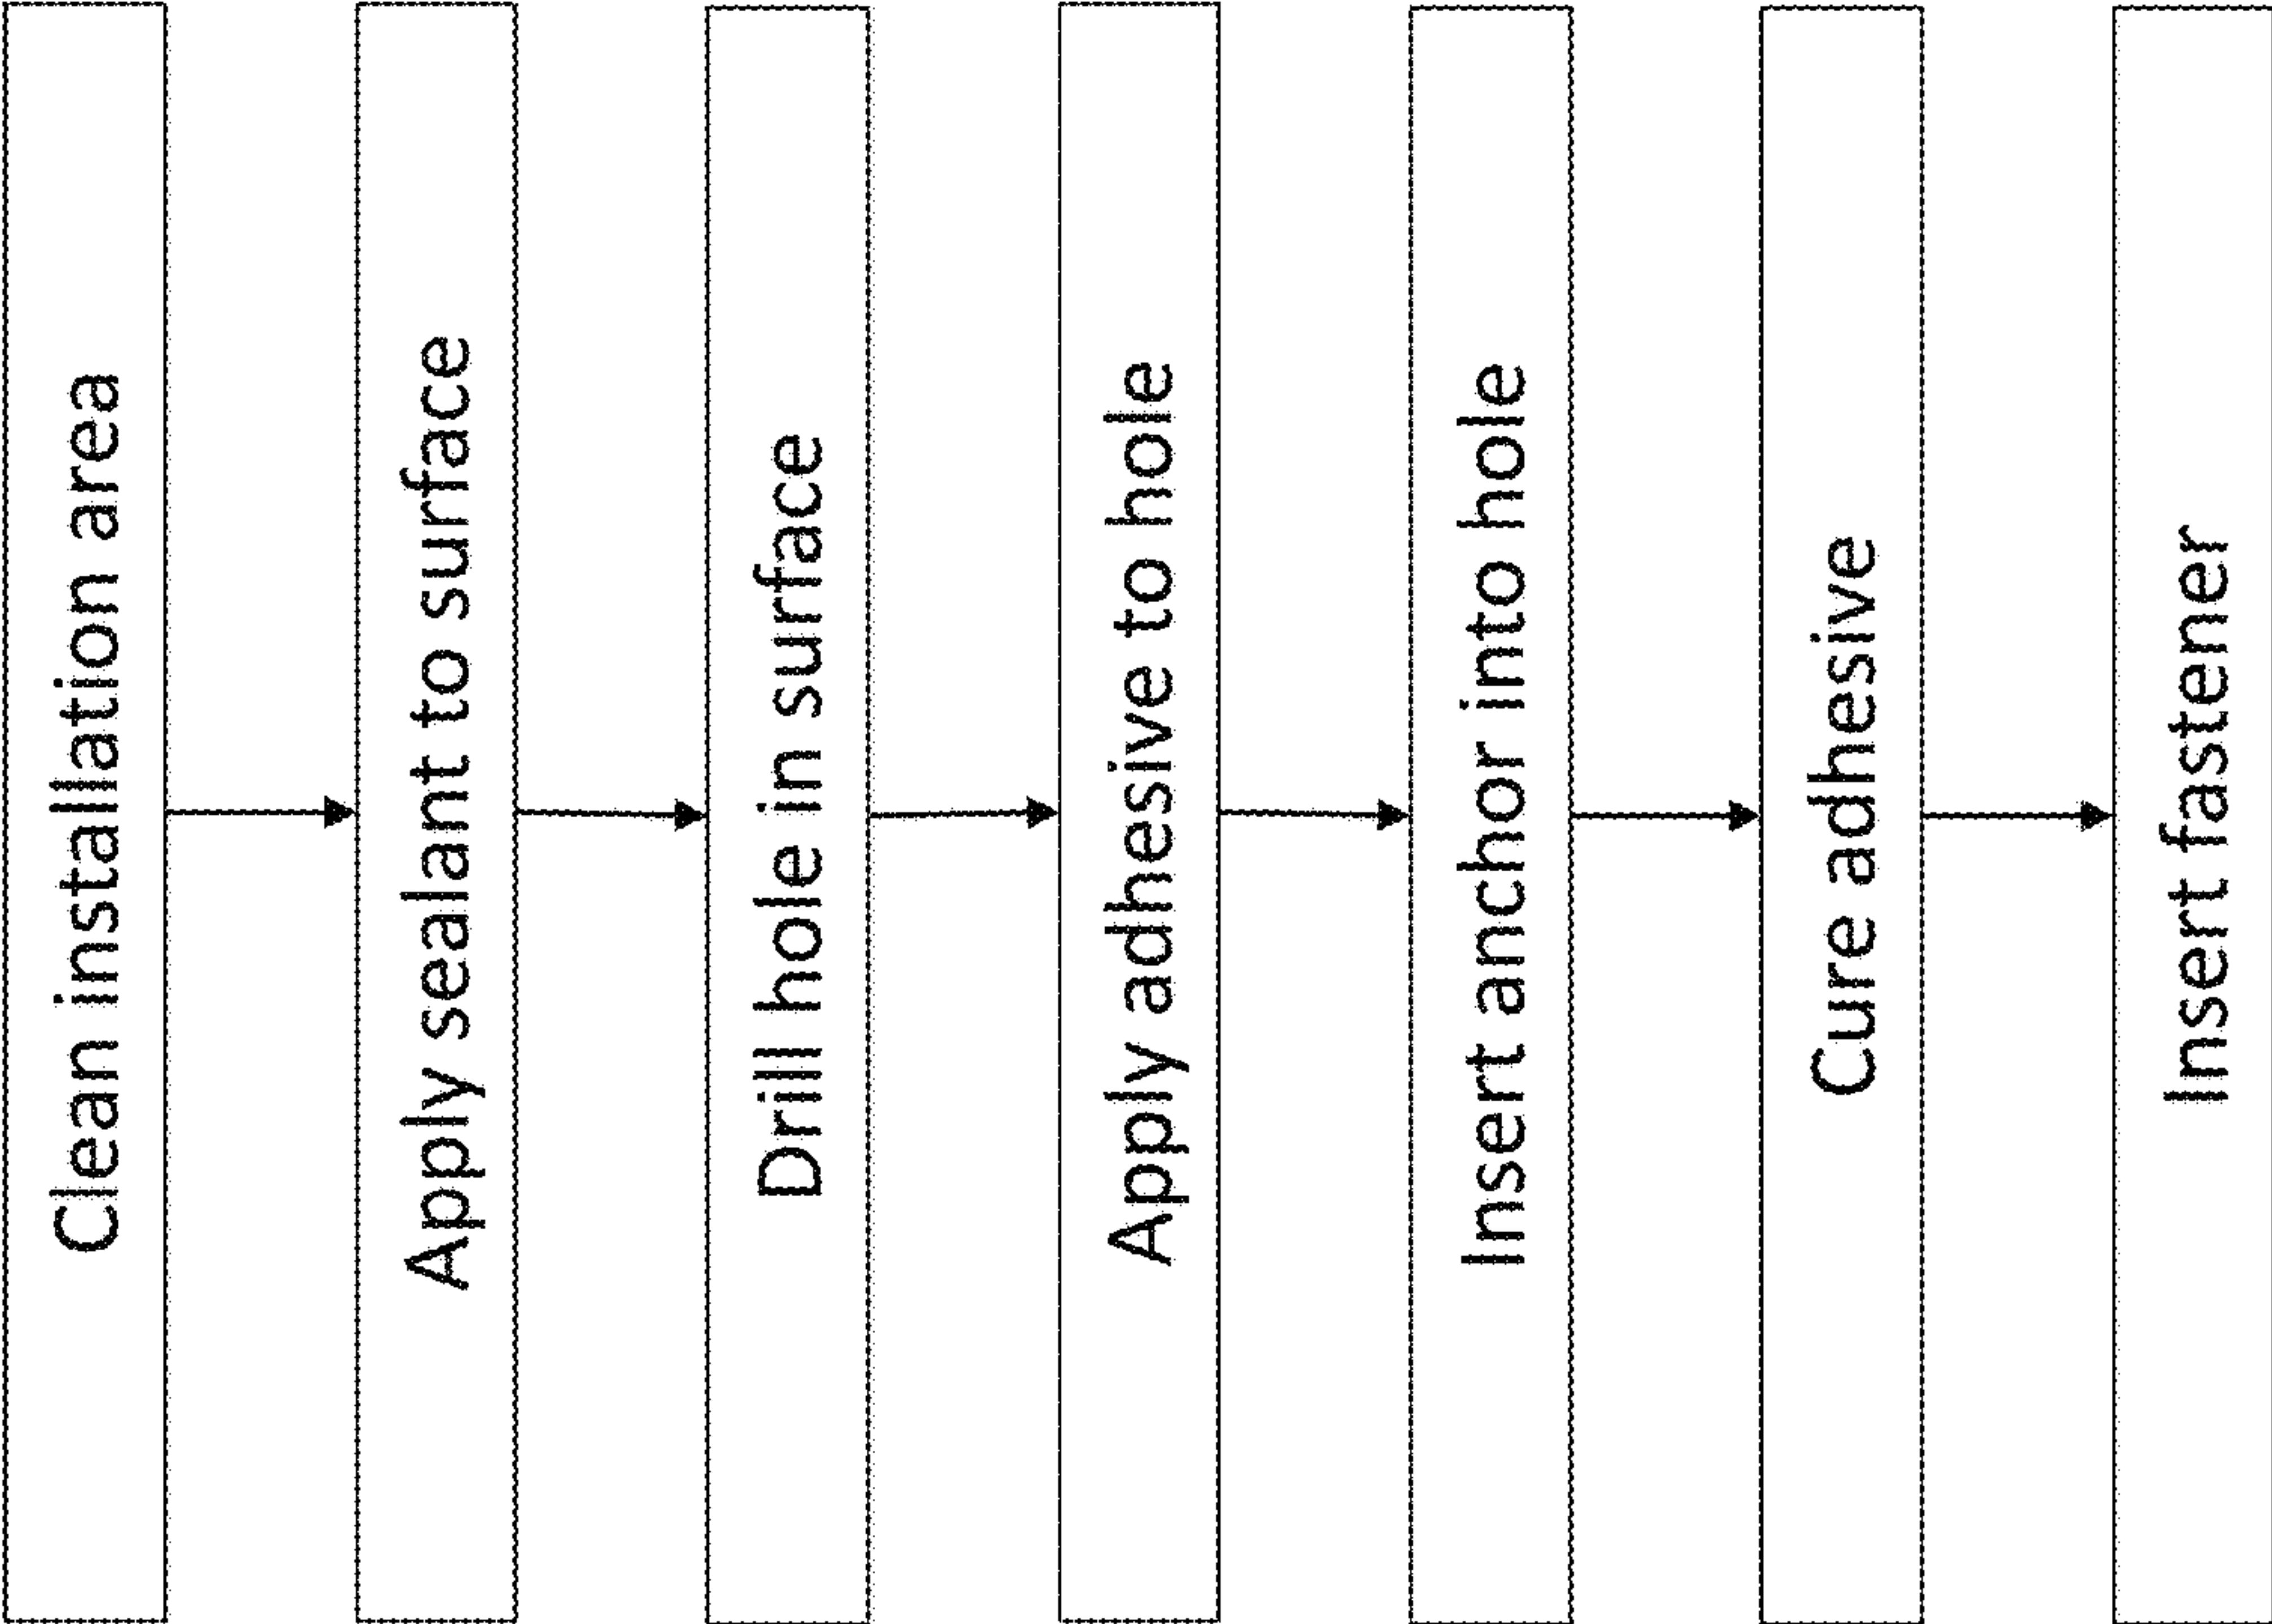 Clean installation area
Apply sealant to surface
Drill hole in surface
Apply adhesive to hole
Insert anchor into hole
Cure adhesive
Insert fastener